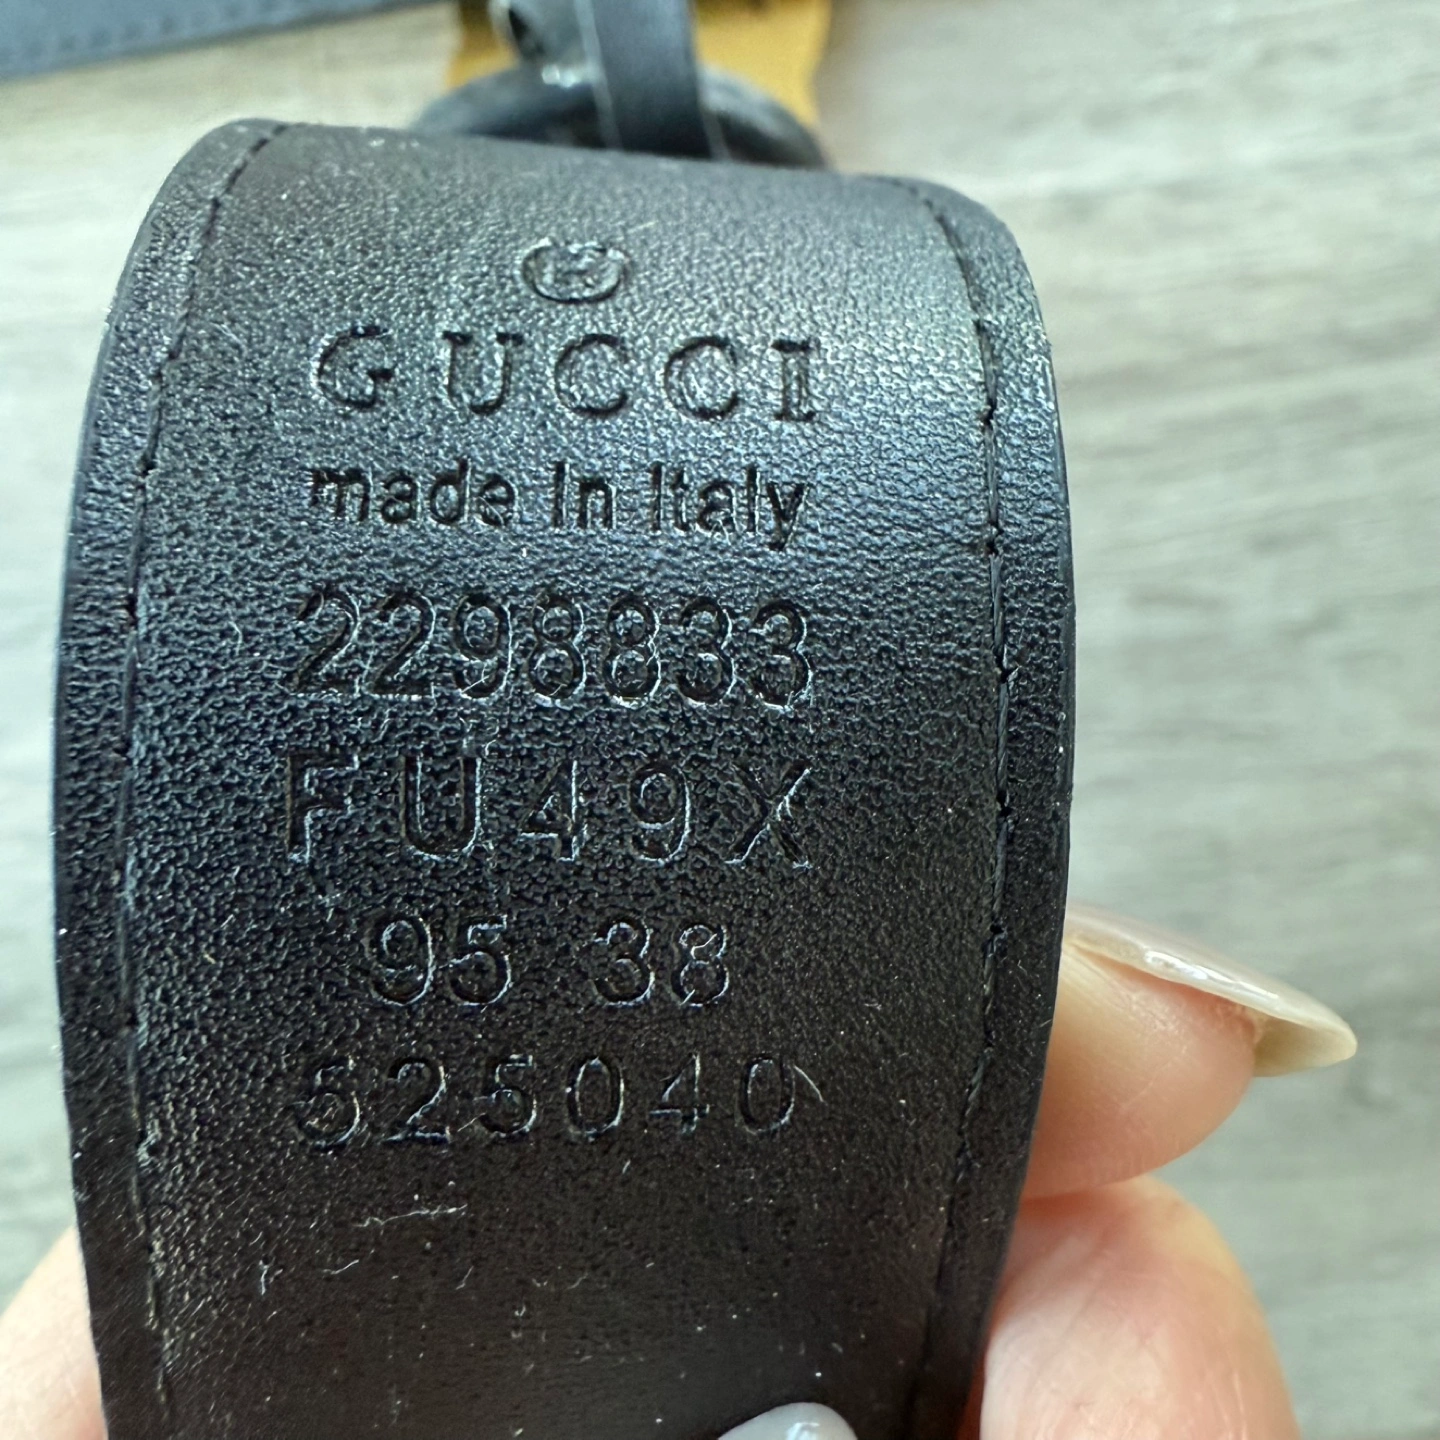 GUCCI
made in Italy
2298833
FU49X
95 38
525040